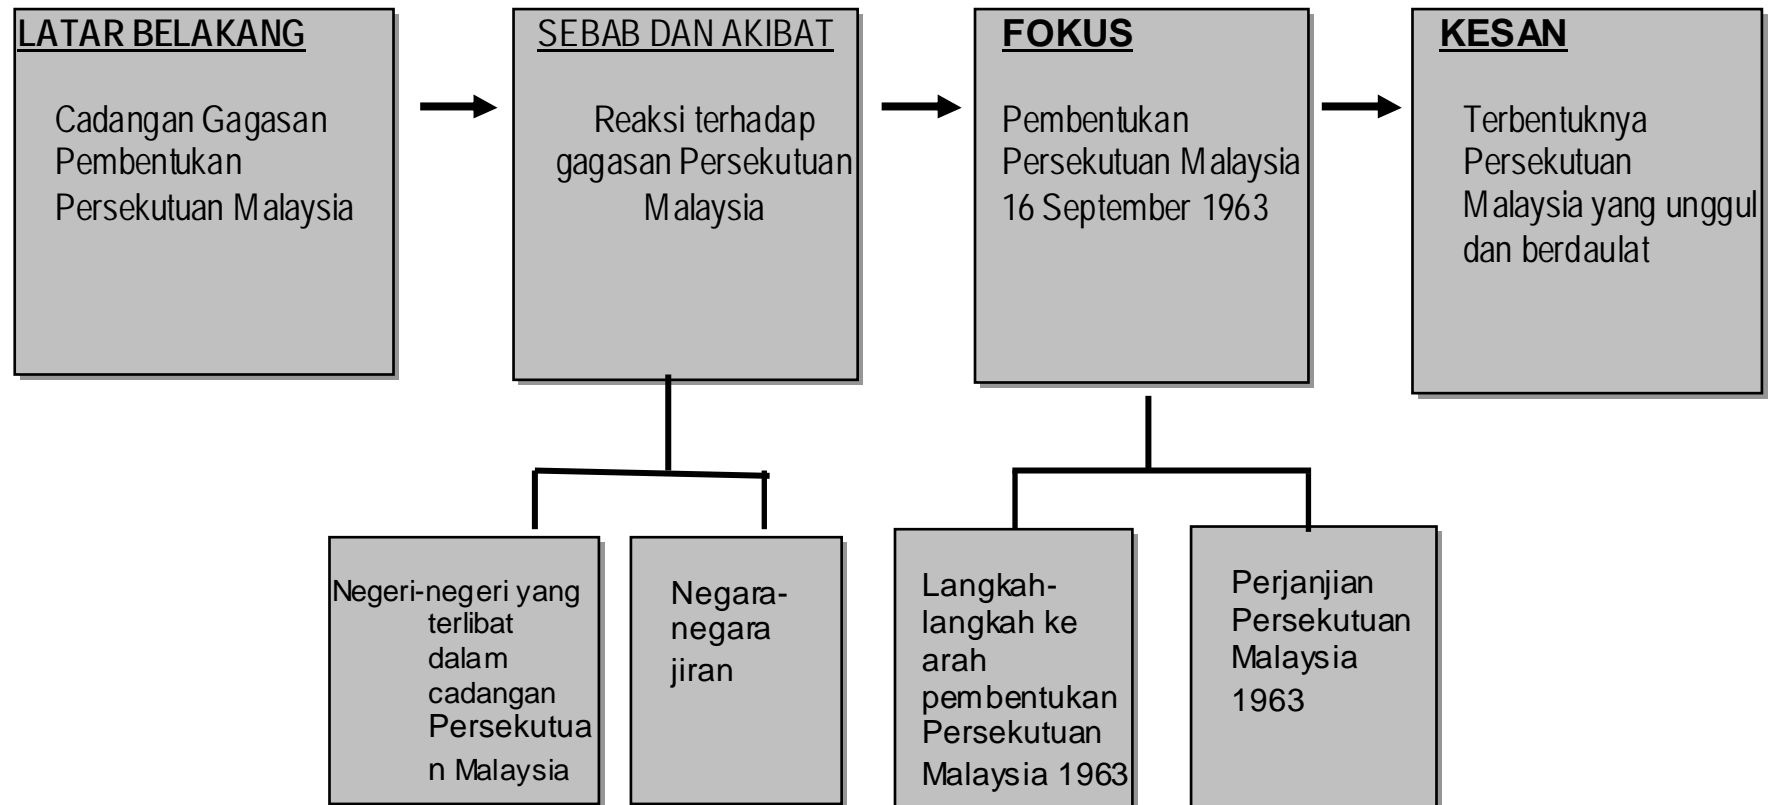 LATAR BELAKANG
Cadangan Gagasan
Pembentukan
Persekutuan Malaysia
SEBAB DAN AKIBAT
Reaksi terhadap
gagasan Persekutuan
Malaysia
FOKUS
Pembentukan
Persekutuan Malaysia
16 September 1963
KESAN
Terbentuknya
Persekutuan
Malaysia yang unggul
dan berdaulat
Negeri-negeri yang
terlibat
dalam
cadangan
Persekutua
n Malaysia
Negara-
negara
jiran
Langkah-
langkah ke
arah
pembentukan
Persekutuan
Malaysia 1963
Perjanjian
Persekutuan
Malaysia
1963